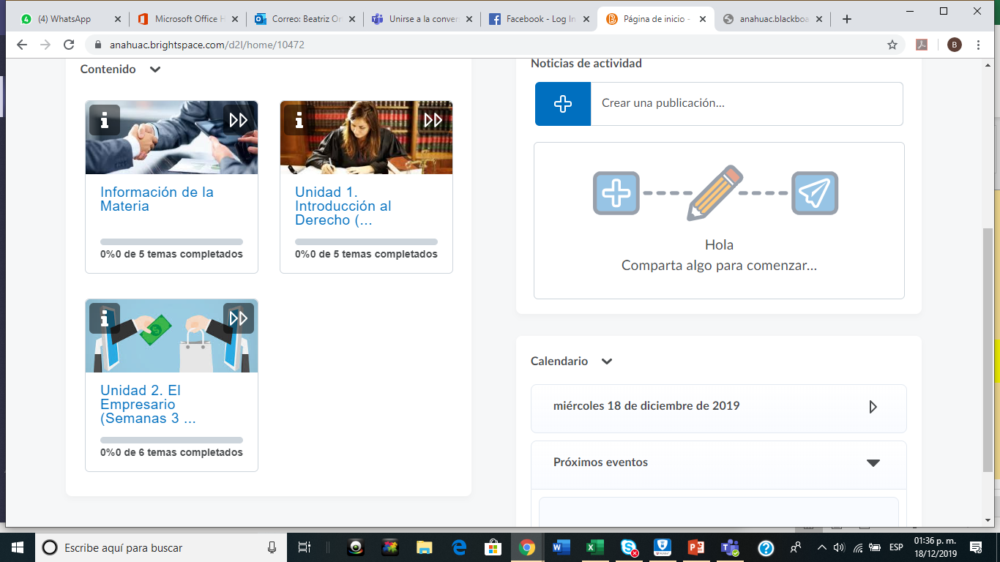 (4) WhatsApp
Microsoft Office H
Correo: Beatriz Or
Unirse a la conver
Facebook - Log In
Página de inicio -
anahuac.blackboa
anahuac.brightspace.com/d2l/home/10472
B
Contenido
Información de la
Materia
0%0 de 5 temas completados
Unidad 1.
Introducción al
Derecho (...
0%0 de 5 temas completados
Unidad 2. El
Empresario
(Semanas 3 ...
0%0 de 6 temas completados
Noticias de actividad
Crear una publicación...
Hola
Comparta algo para comenzar...
Calendario
miércoles 18 de diciembre de 2019
Próximos eventos
Escribe aquí para buscar
ESP
01:36 p. m.
18/12/2019